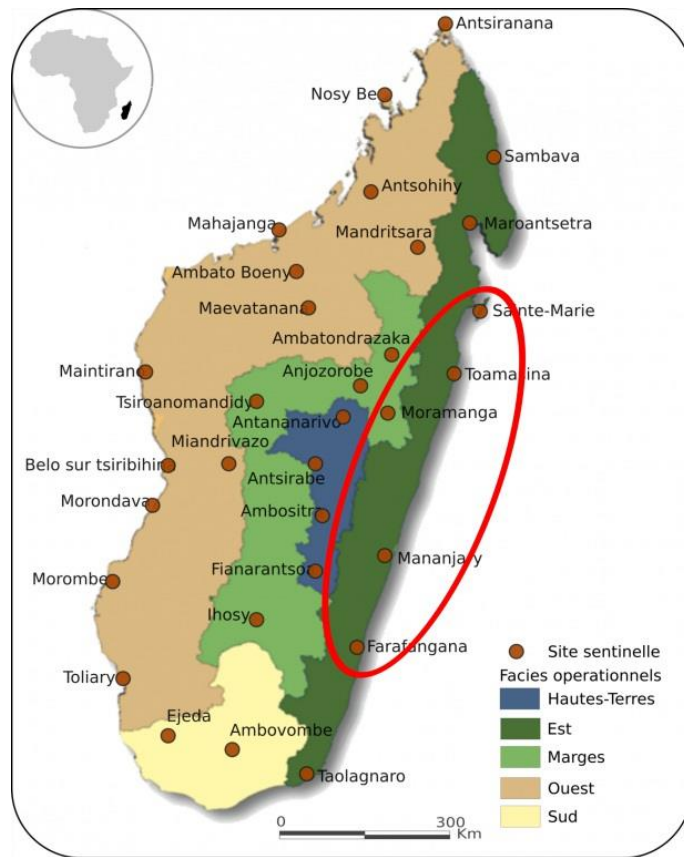 Antsiranana
Nosy Be
Sambava
Antsohihy
Maroantsetra
Mahajanga
Mandritsara
Ambato Boeny
Maevatanana
Sainte-Marie
Ambatondrazaka
Maintirano
Anjozorobe
Toamasina
Tsiroanomandidy
Moramanga
Antananarivo
Miandrivazo
Belo sur tsiribihina
Antsirabe
Morondava
Ambositra
Mananjary
Morombe
Fianarantsoa
Ihosy
Farafangana
Site sentinelle
Toliary
Facies operationnels
Hautes-Terres
Ejeda
Ambovombe
Est
Marges
Taolagnaro
Ouest
Sud
0 300
Km